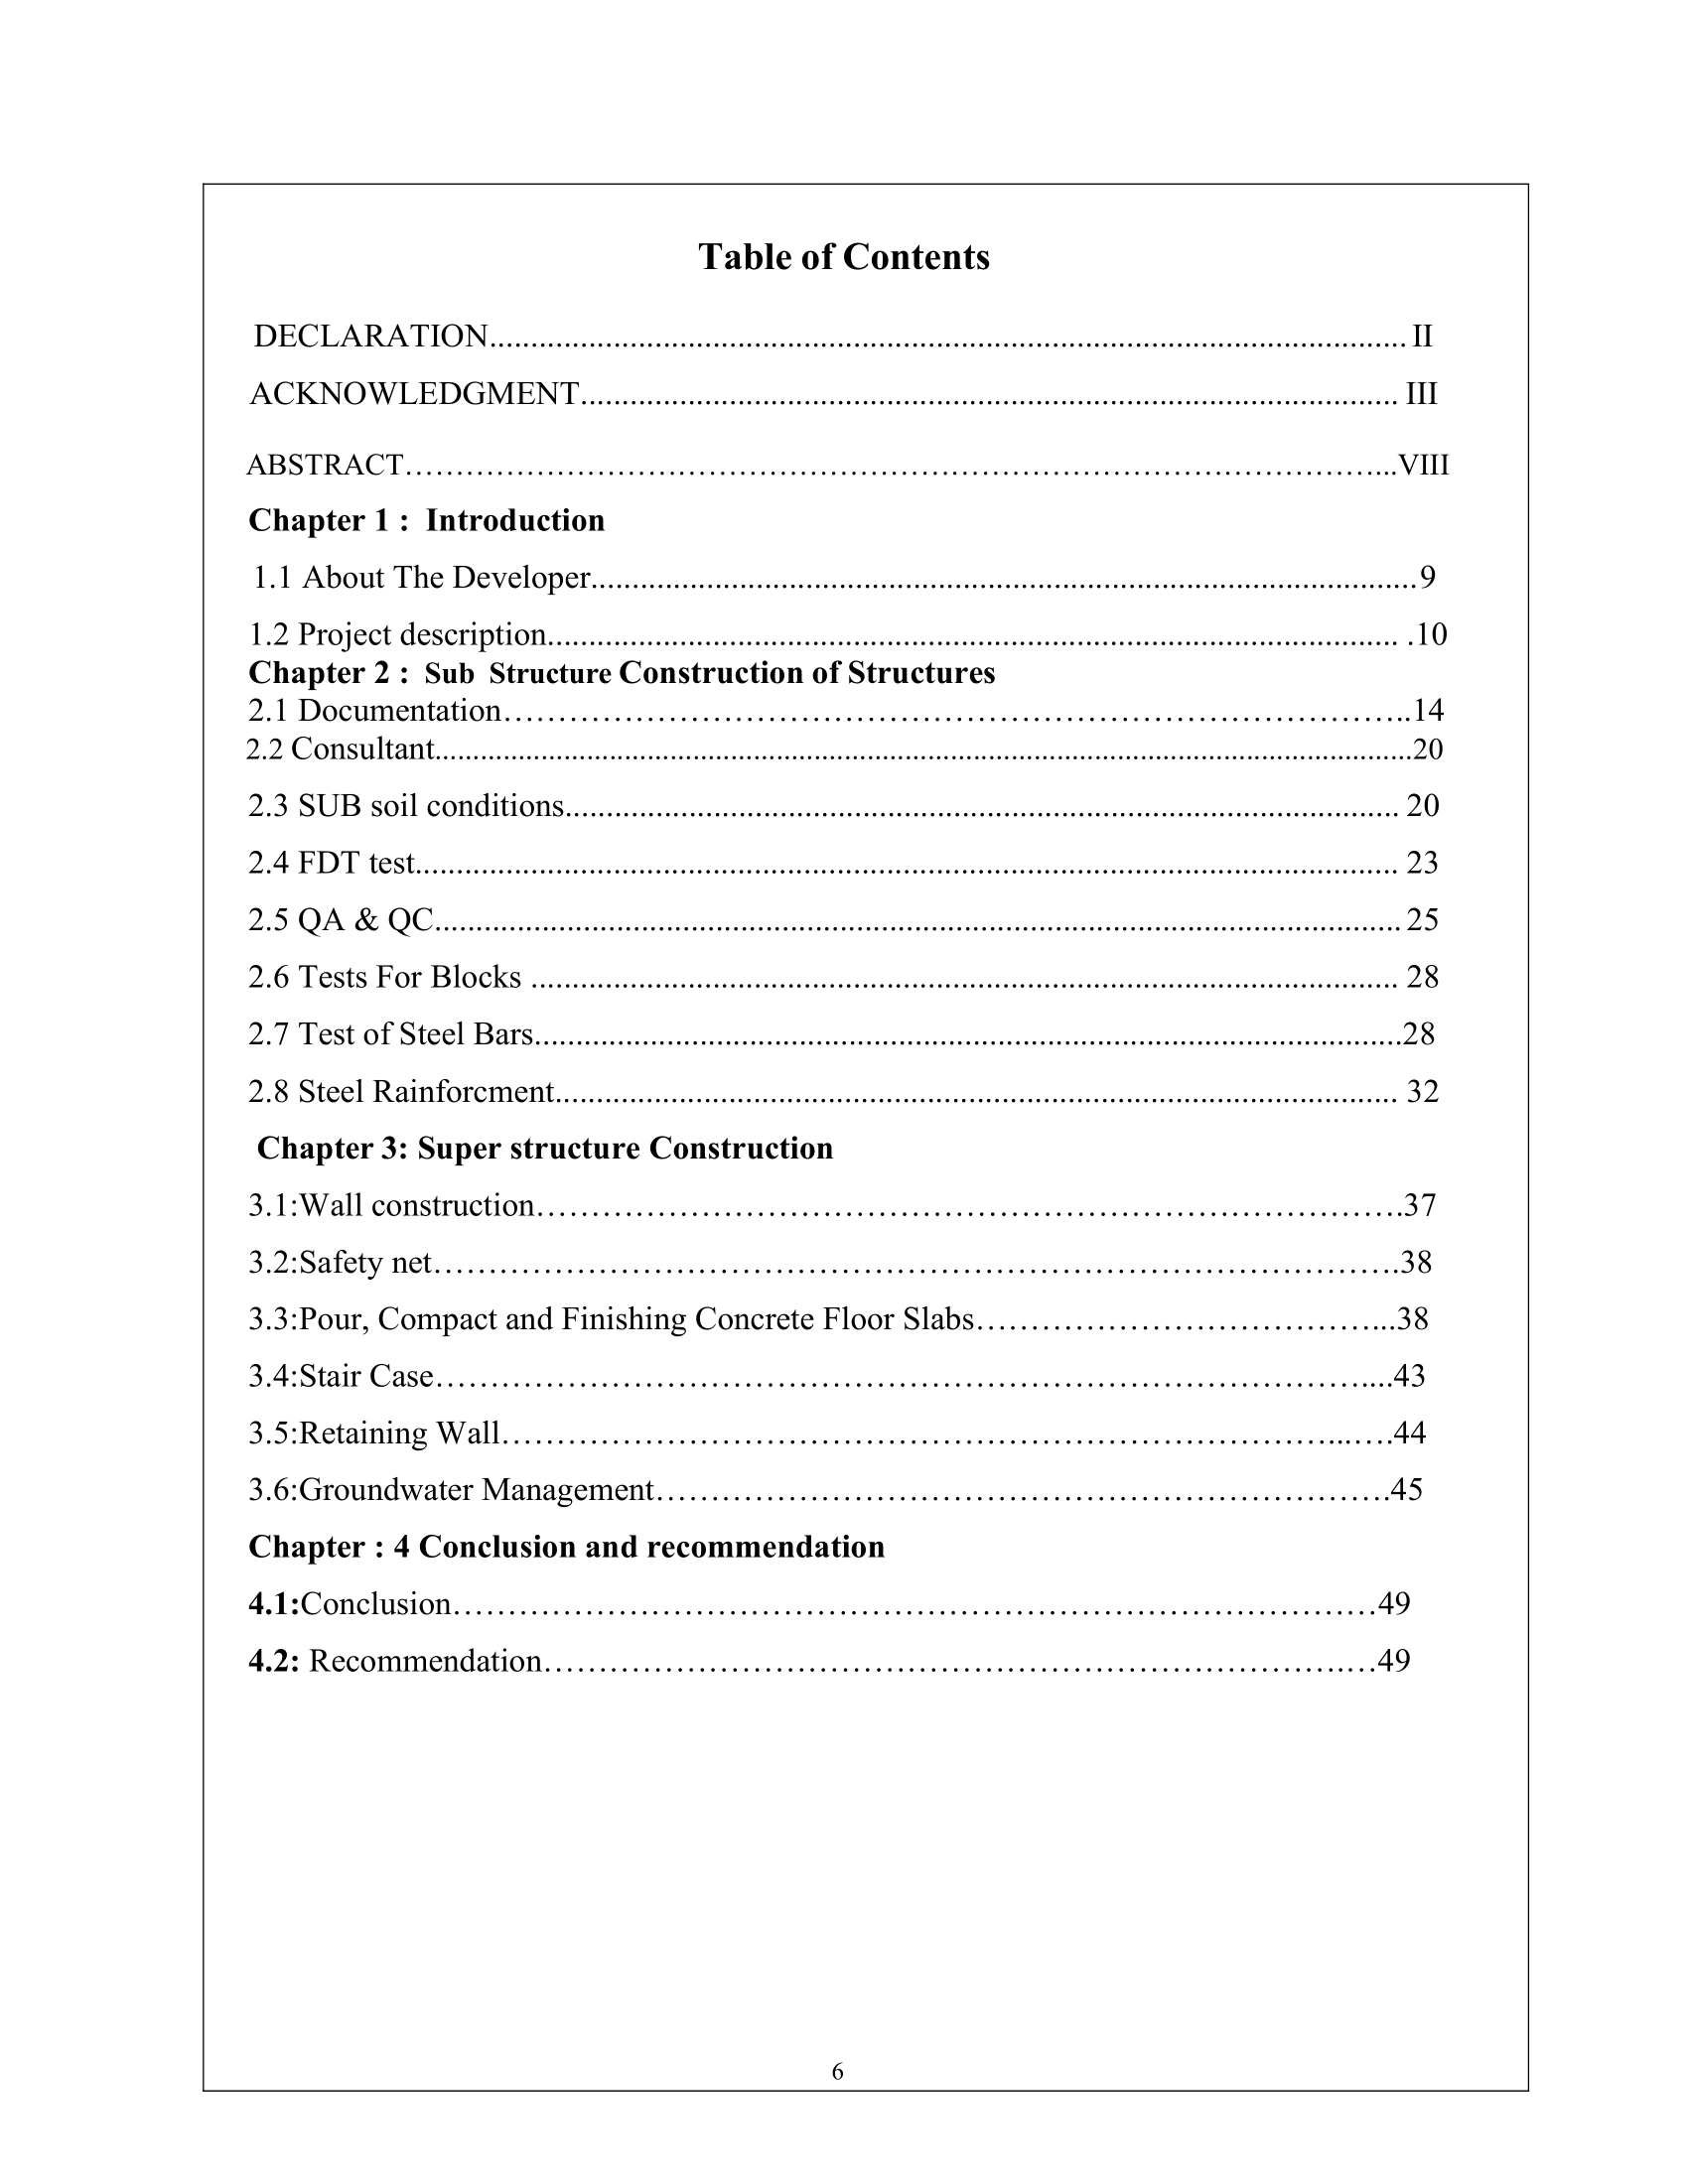 Table of Contents
DECLARATION................................................................................................................ II
ACKNOWLEDGMENT.................................................................................................... III
ABSTRACT…………………………………………………………………………………...VIII
Chapter 1 :  Introduction
1.1 About The Developer.....................................................................................................9
1.2 Project description....................................................................................................... .10
Chapter 2 :  Sub  Structure Construction of Structures
2.1 Documentation………………………………………………………………………..14
2.2 Consultant.......................................................................................................................20
2.3 SUB soil conditions..................................................................................................... 20
2.4 FDT test....................................................................................................................... 23
2.5 QA & QC..................................................................................................................... 25
2.6 Tests For Blocks ......................................................................................................... 28
2.7 Test of Steel Bars..........................................................................................................28
2.8 Steel Rainforcment...................................................................................................... 32
Chapter 3: Super structure Construction
3.1:Wall construction…………………………………………………………………….37
3.2:Safety net…………………………………………………………………………….38
3.3:Pour, Compact and Finishing Concrete Floor Slabs………………………………...38
3.4:Stair Case…………………………………………………………………………....43
3.5:Retaining Wall…………………………………………………………………...….44
3.6:Groundwater Management………………………………………………………….45
Chapter : 4 Conclusion and recommendation
4.1:Conclusion…………………………………………………………………………49
4.2: Recommendation……………………………………………………………….…49
6